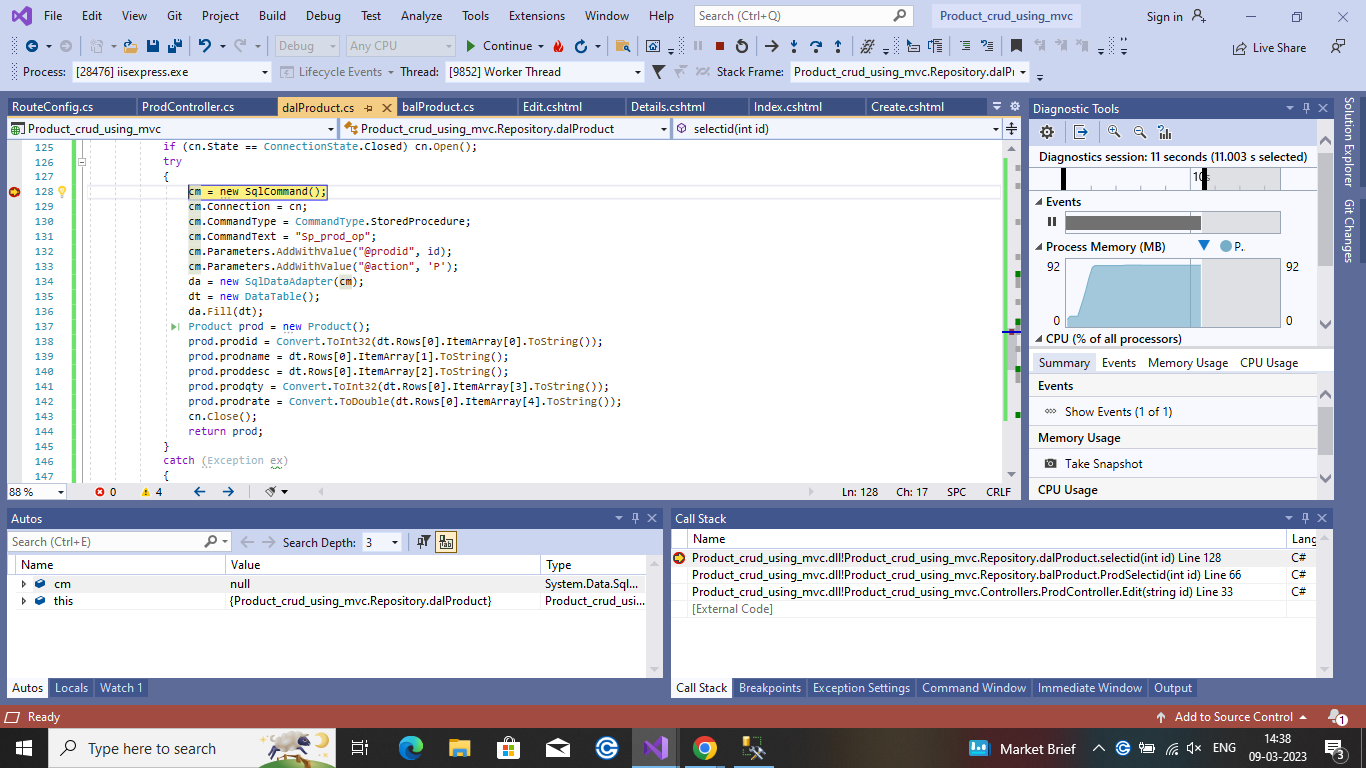 File Edit View Git Project Build Debug Test Analyze Tools Extensions Window Help Search (Ctrl+Q) Product_crud_using_mvc Sign in
Debug Any CPU Continue Live Share
Process: [28476] iisexpress.exe Lifecycle Events Thread: [9852] Worker Thread Stack Frame: Product_crud_using_mvc.Repository.dalPr
RouteConfig.cs ProdController.cs dalProduct.cs balProduct.cs Edit.cshtml Details.cshtml Index.cshtml Create.cshtml
Product_crud_using_mvc Product_crud_using_mvc.Repository.dalProduct selectid(int id)
125 if (cn.State == ConnectionState.Closed) cn.Open();
126 try
127 {
128 cm = new SqlCommand();
129 cm.Connection = cn;
130 cm.CommandType = CommandType.StoredProcedure;
131 cm.CommandText = "Sp_prod_op";
132 cm.Parameters.AddWithValue("@prodid", id);
133 cm.Parameters.AddWithValue("@action", 'P');
134 da = new SqlDataAdapter(cm);
135 dt = new DataTable();
136 da.Fill(dt);
137 Product prod = new Product();
138 prod.prodid = Convert.ToInt32(dt.Rows[0].ItemArray[0].ToString());
139 prod.prodname = dt.Rows[0].ItemArray[1].ToString();
140 prod.proddesc = dt.Rows[0].ItemArray[2].ToString();
141 prod.prodqty = Convert.ToInt32(dt.Rows[0].ItemArray[3].ToString());
142 prod.prodrate = Convert.ToDouble(dt.Rows[0].ItemArray[4].ToString());
143 cn.Close();
144 return prod;
145 }
146 catch (Exception ex)
147 {
88 % 0 4 Ln: 128 Ch: 17 SPC CRLF
Diagnostic Tools
Diagnostics session: 11 seconds (11.003 s selected)
10s
Events
Process Memory (MB) P..
92 92
0 0
CPU (% of all processors)
Summary Events Memory Usage CPU Usage
Events
Show Events (1 of 1)
Memory Usage
Take Snapshot
CPU Usage
Solution Explorer
Git Changes
Autos
Search (Ctrl+E) Search Depth: 3
Name Value Type
cm null System.Data.Sql...
this {Product_crud_using_mvc.Repository.dalProduct} Product_crud_usi...
Autos Locals Watch 1
Call Stack
Name Lang
Product_crud_using_mvc.dll!Product_crud_using_mvc.Repository.dalProduct.selectid(int id) Line 128 C#
Product_crud_using_mvc.dll!Product_crud_using_mvc.Repository.balProduct.ProdSelectid(int id) Line 66 C#
Product_crud_using_mvc.dll!Product_crud_using_mvc.Controllers.ProdController.Edit(string id) Line 33 C#
[External Code]
Call Stack Breakpoints Exception Settings Command Window Immediate Window Output
Ready Add to Source Control 1
Type here to search Market Brief ENG 14:38
09-03-2023 3